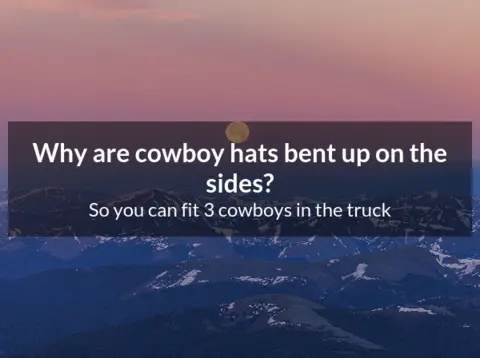 Why are cowboy hats bent up on the
sides?
So you can fit 3 cowboys in the truck